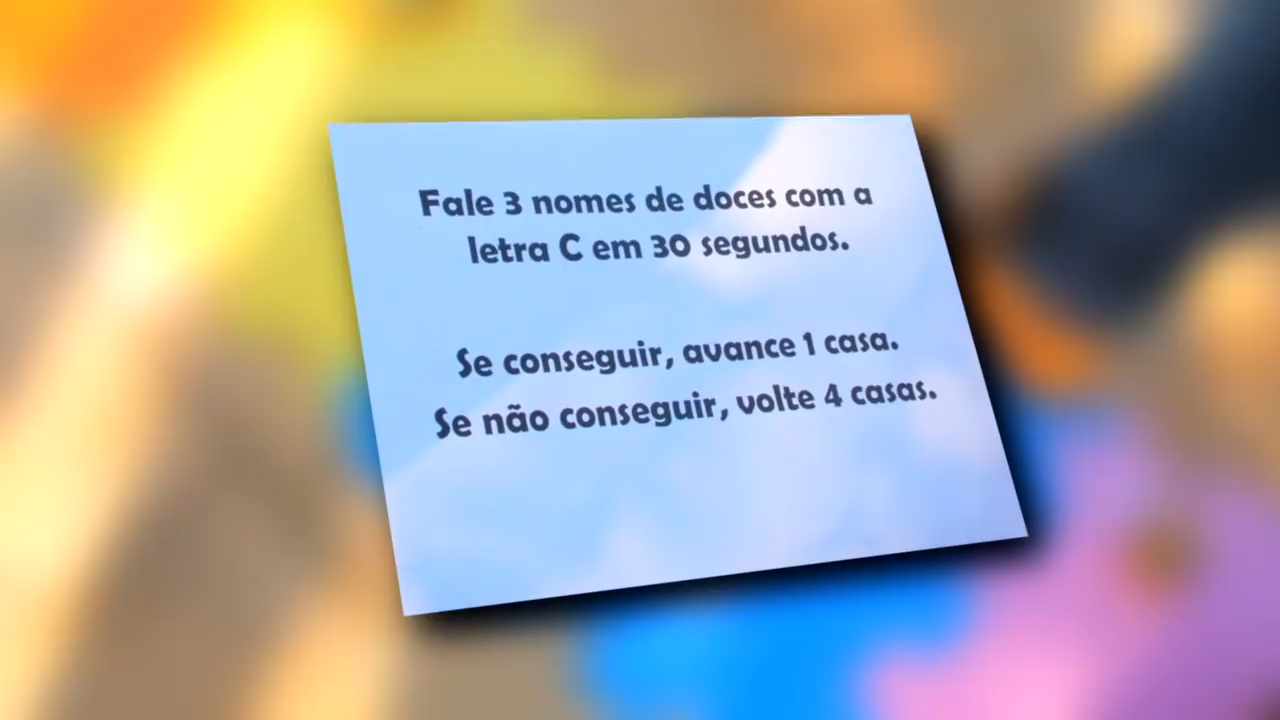 Fale 3 nomes de doces com a
letra C em 30 segundos.
Se conseguir, avance 1 casa.
Se não conseguir, volte 4 casas.